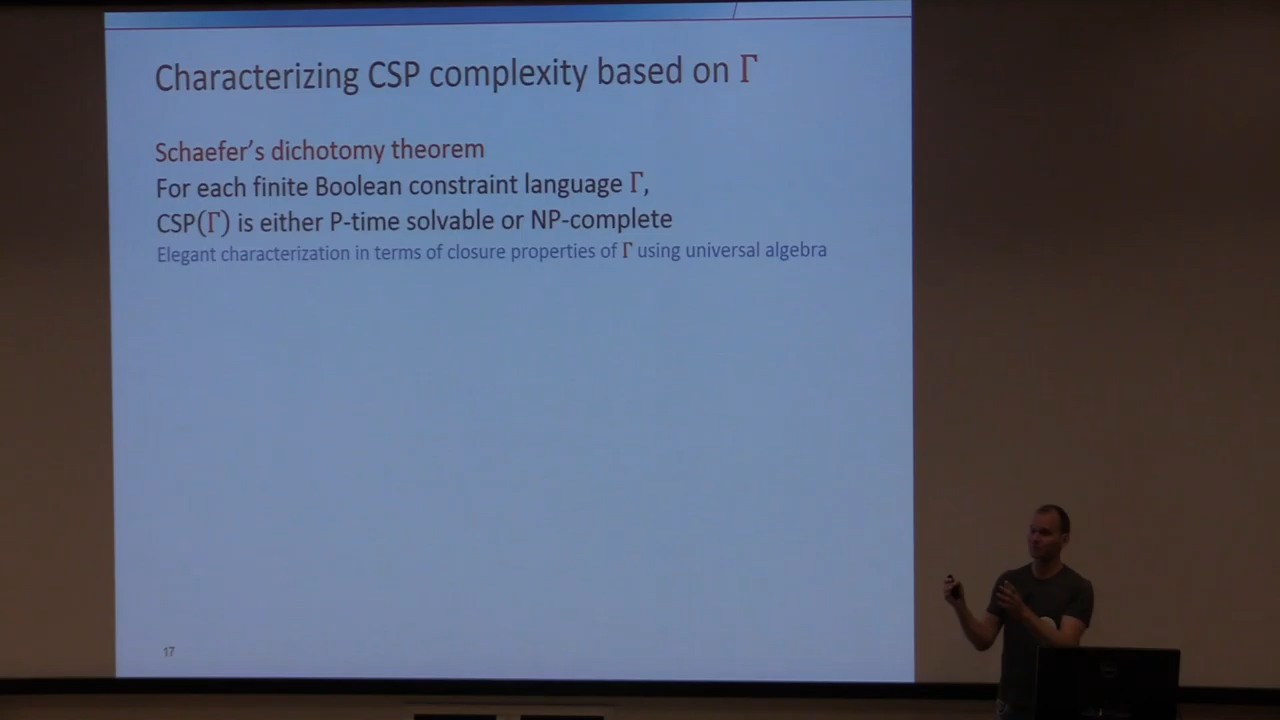 Characterizing CSP complexity based on Γ
Schaefer's dichotomy theorem
For each finite Boolean constraint language Γ,
CSP(Γ) is either P-time solvable or NP-complete
Elegant characterization in terms of closure properties of Γ using universal algebra
17